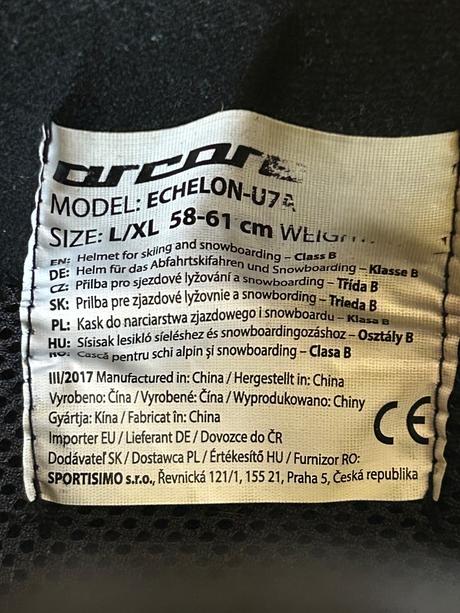 arcore
MODEL: ECHELON-U7A
SIZE: L/XL 58-61 cm WEIGHT:
EN: Helmet for skiing and snowboarding - Class B
DE: Helm für das Abfahrtskifahren und Snowboarding - Klasse B
CZ: Přilba pro sjezdové lyžování a snowboarding - Třída B
SK: Prilba pre zjazdové lyžovnie a snowbording - Trieda B
PL: Kask do narciarstwa zjazdowego i snowboardu - Klasa B
HU: Sísisak lesikló síeléshez és snowboardingozáshoz - Osztály B
RO: Cască pentru schi alpin și snowboarding - Clasa B
III/2017 Manufactured in: China / Hergestellt in: China
Vyrobeno: Čína / Vyrobené: Čína / Wyprodukowano: Chiny
Gyártja: Kína / Fabricat în: China
CE
Importer EU / Lieferant DE / Dovozce do ČR
Dodávateľ SK / Dostawca PL / Értékesítő HU / Furnizor RO:
SPORTISIMO s.r.o., Řevnická 121/1, 155 21, Praha 5, Česká republika